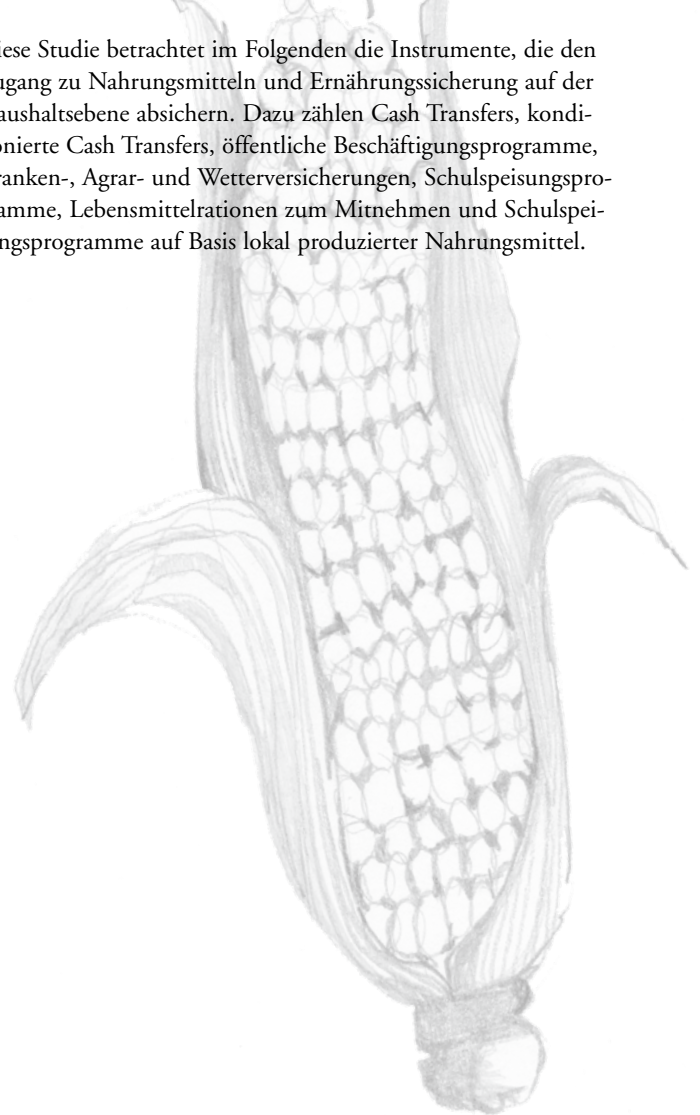 iese Studie betrachtet im Folgenden die Instrumente, die den
ugang zu Nahrungsmitteln und Ernährungssicherung auf der
aushaltsebene absichern. Dazu zählen Cash Transfers, kondi-
onierte Cash Transfers, öffentliche Beschäftigungsprogramme,
ranken-, Agrar- und Wetterversicherungen, Schulspeisungspro-
amme, Lebensmittelrationen zum Mitnehmen und Schulspei-
ngsprogramme auf Basis lokal produzierter Nahrungsmittel.